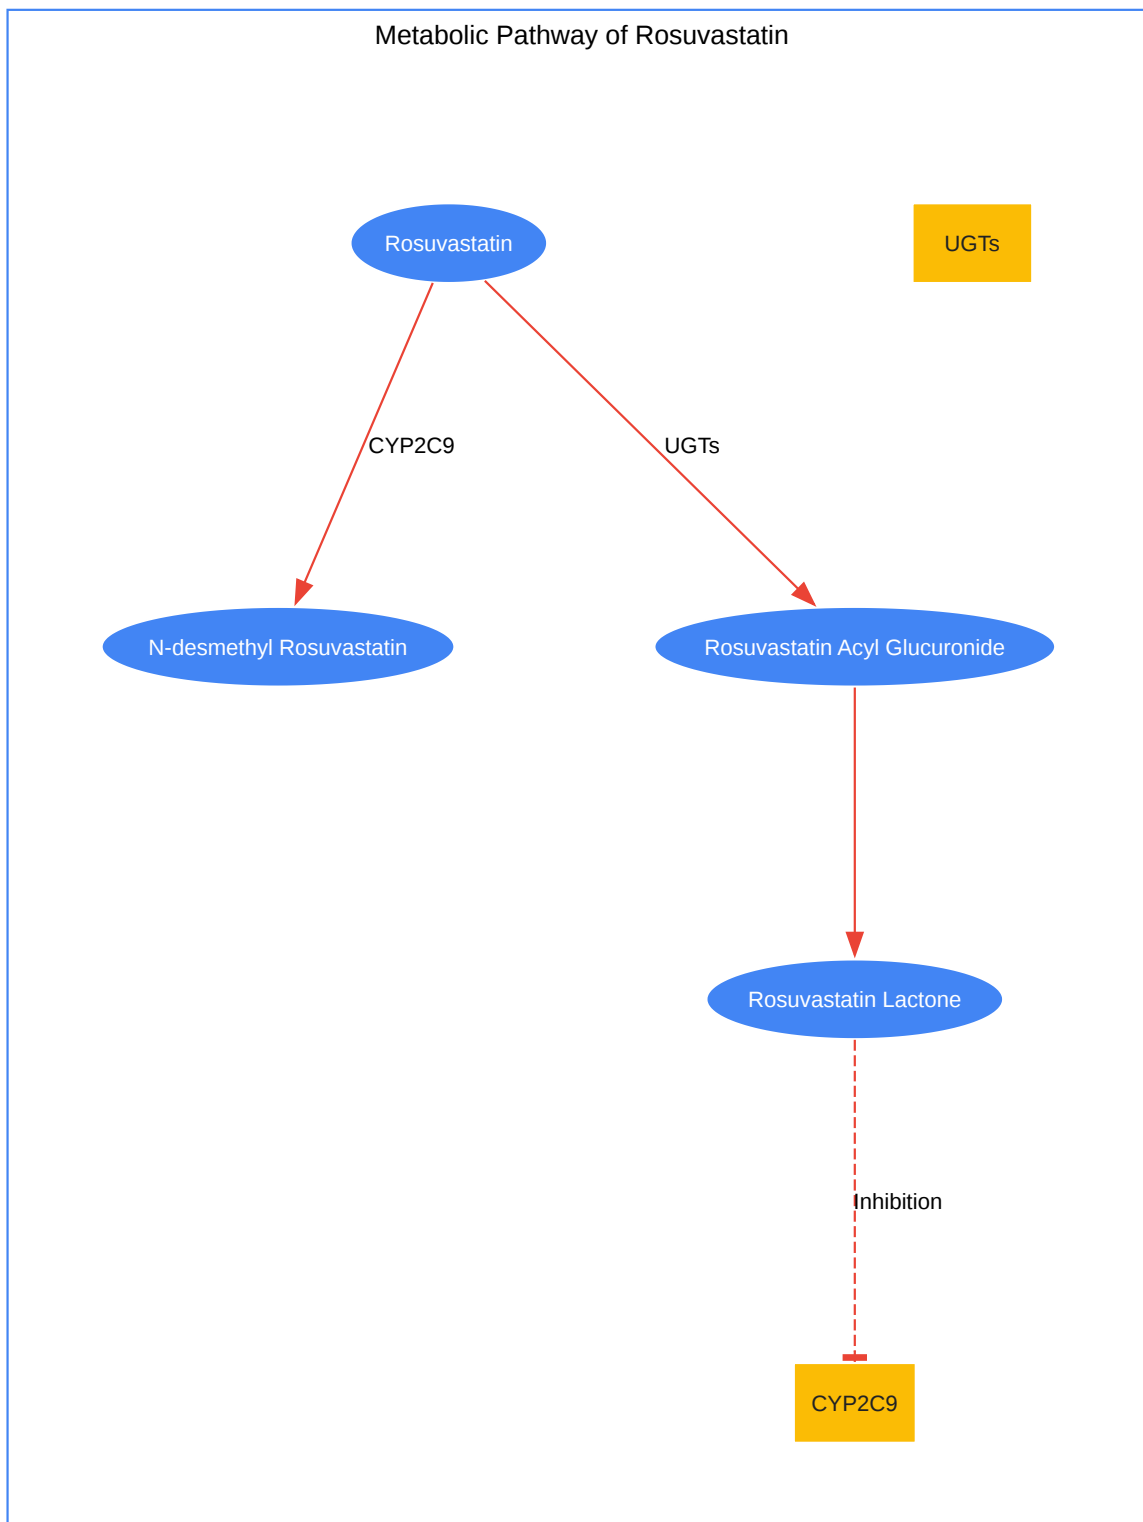 Metabolic Pathway of Rosuvastatin
Rosuvastatin
UGTs
CYP2C9
UGTs
N-desmethyl Rosuvastatin
Rosuvastatin Acyl Glucuronide
Rosuvastatin Lactone
Inhibition
CYP2C9